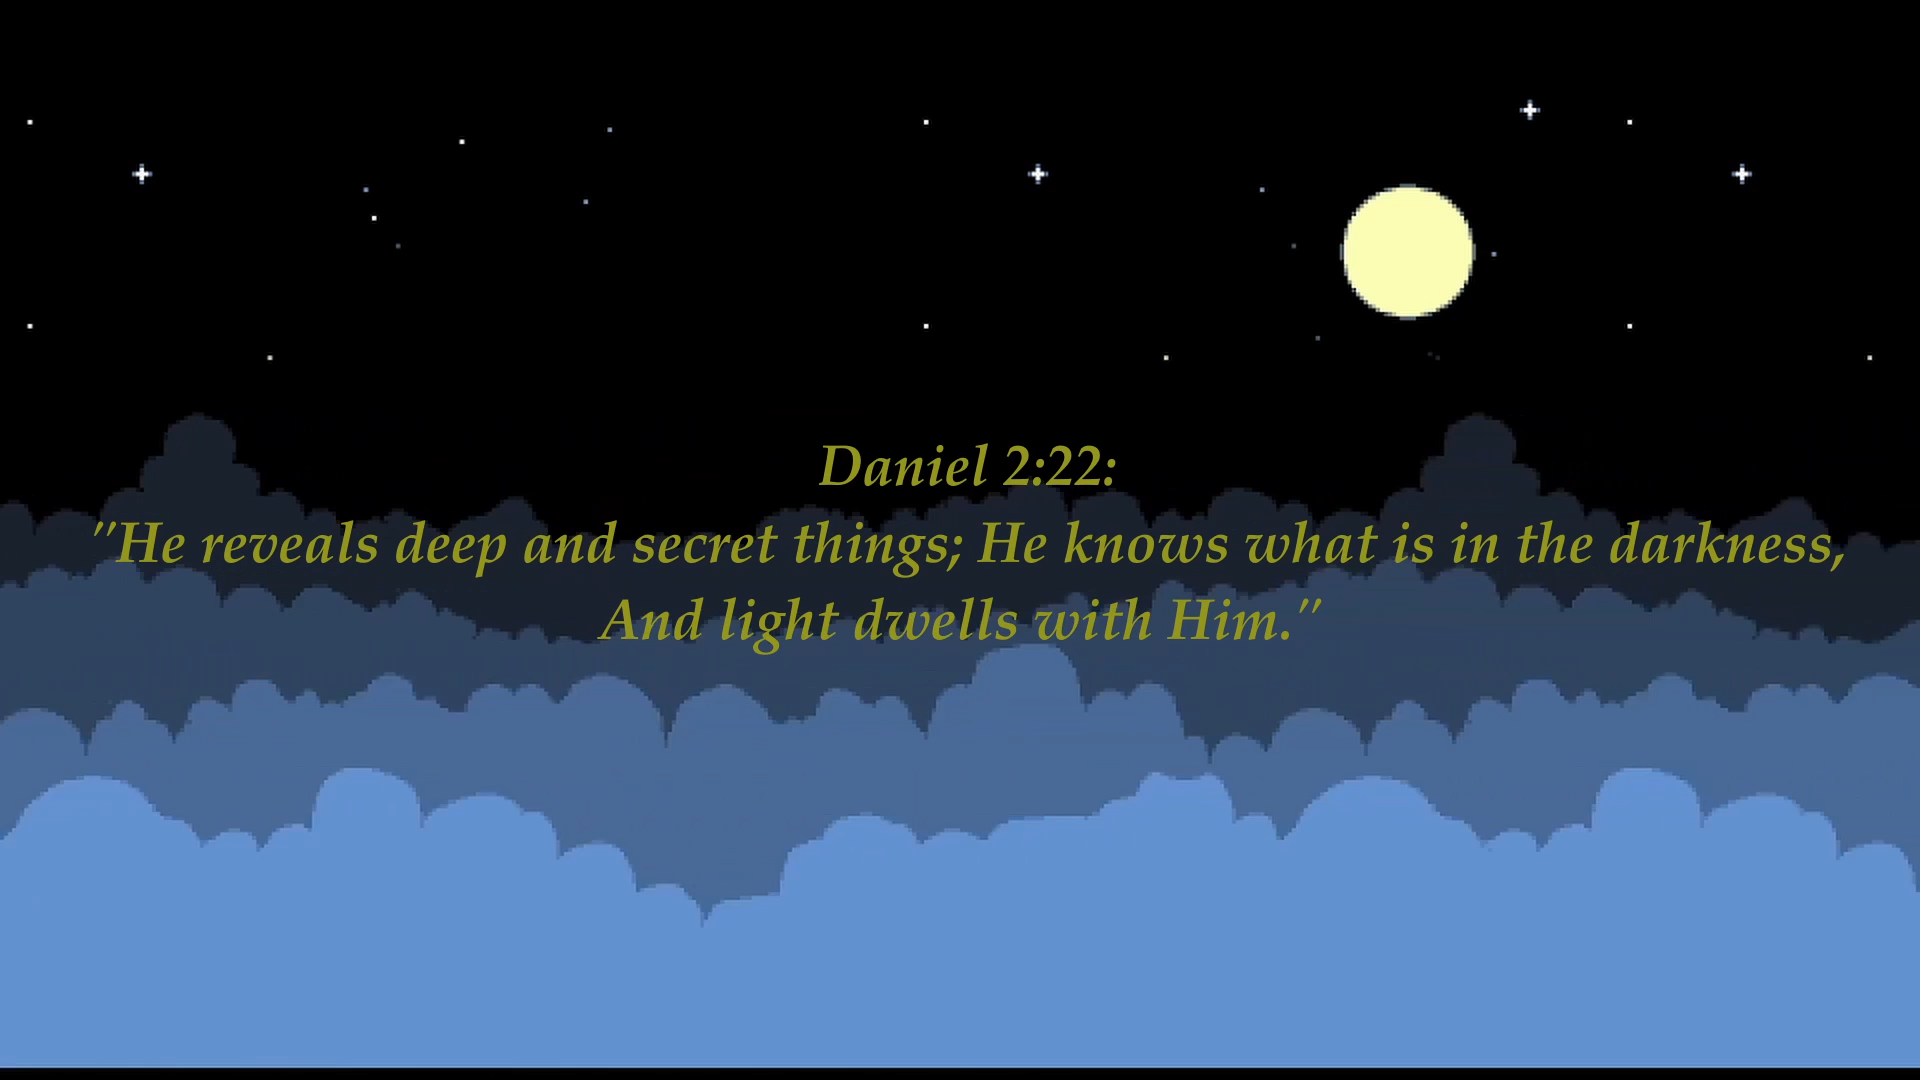 Daniel 2:22:
"He reveals deep and secret things; He knows what is in the darkness,
And light dwells with Him."